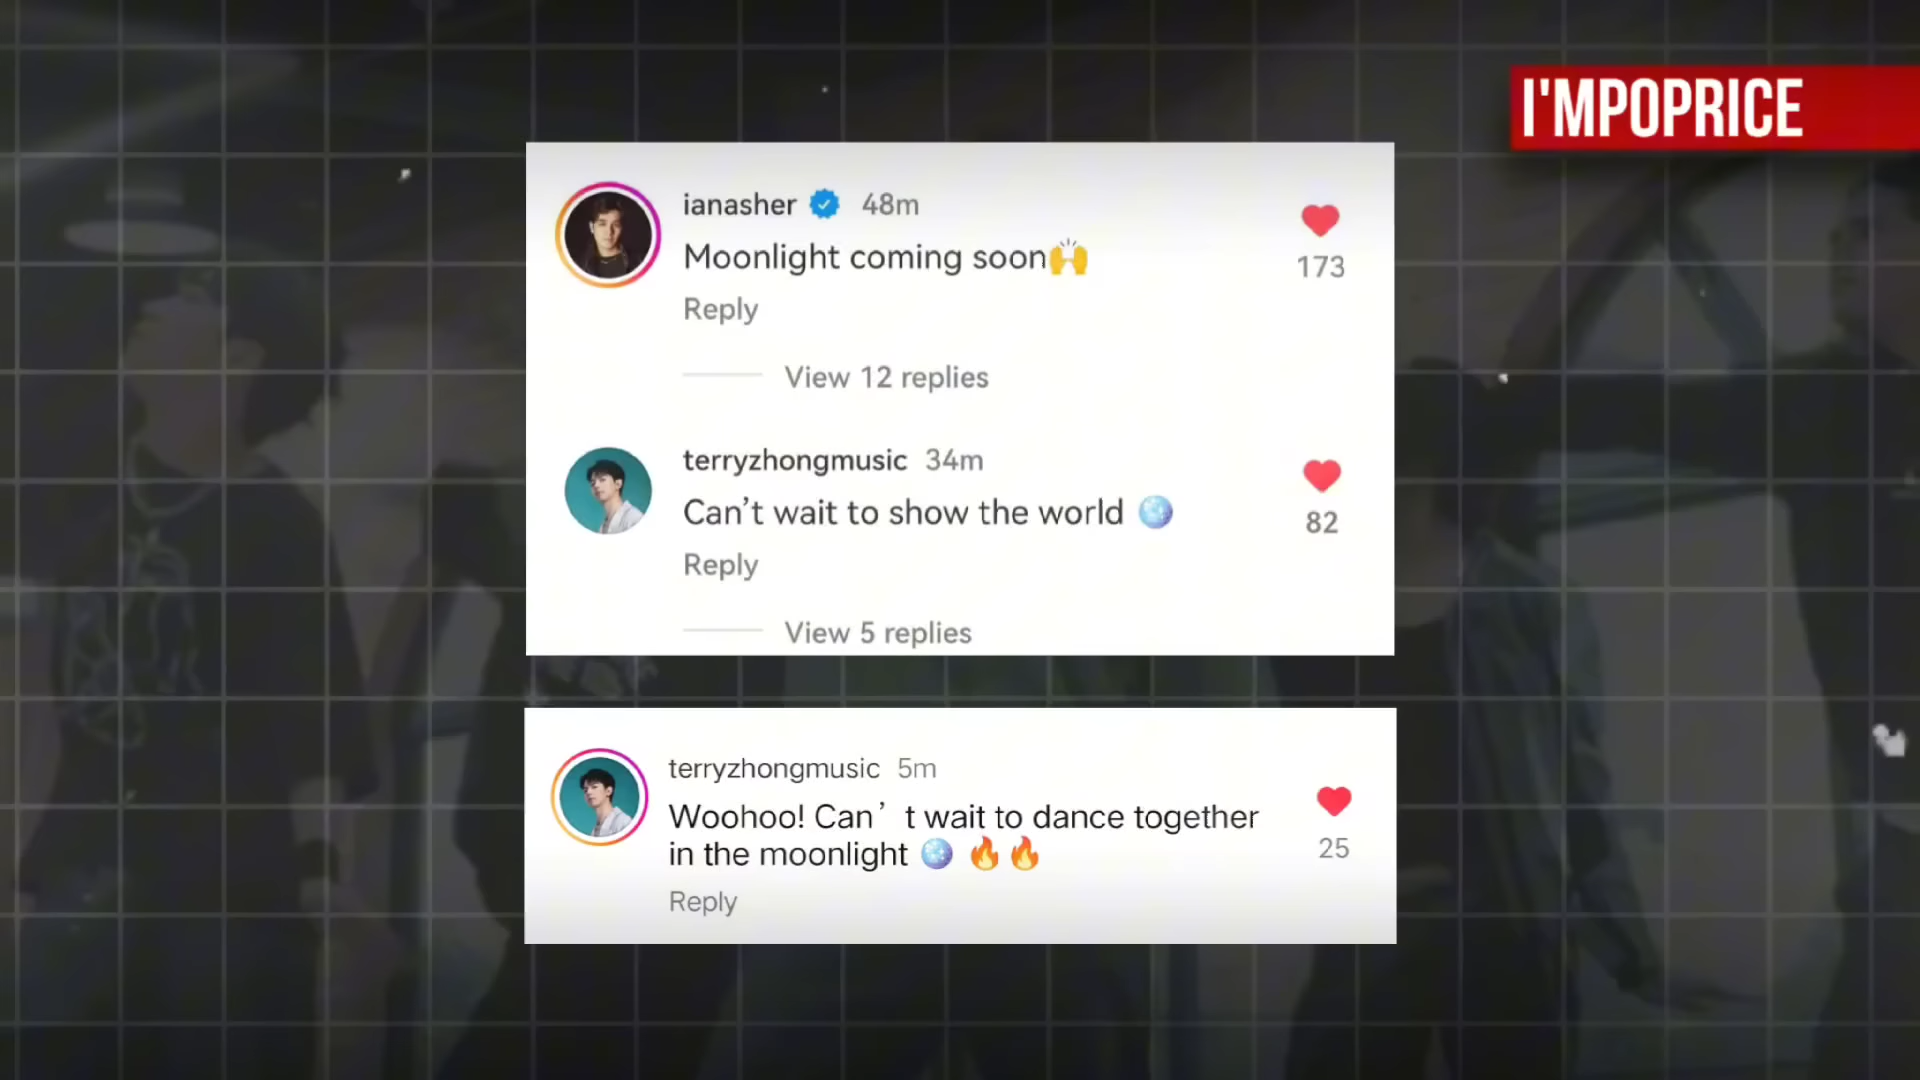 I'MPOPRICE
ianasher 48m
Moonlight coming soon🙌
173
Reply
View 12 replies
terryzhongmusic 34m
Can't wait to show the world 🪩
82
Reply
View 5 replies
terryzhongmusic 5m
Woohoo! Can't wait to dance together
in the moonlight 🪩 🔥🔥
25
Reply